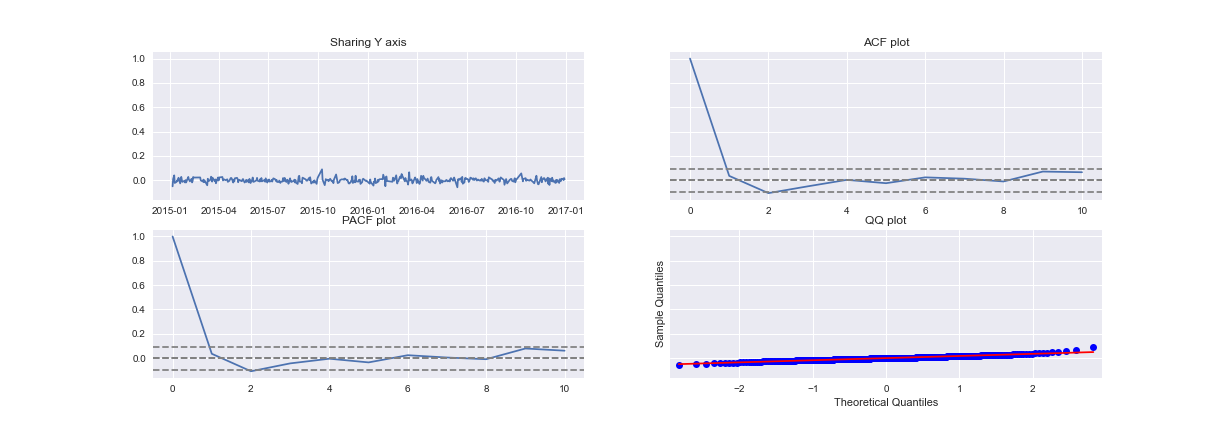 Sharing Y axis
1.0
0.8
0.6
0.4
0.2
0.0
2015-01 2015-04 2015-07 2015-10 2016-01 2016-04 2016-07 2016-10 2017-01
ACF plot
0 2 4 6 8 10
PACF plot
1.0
0.8
0.6
0.4
0.2
0.0
0 2 4 6 8 10
QQ plot
Sample Quantiles
−2 −1 0 1 2
Theoretical Quantiles